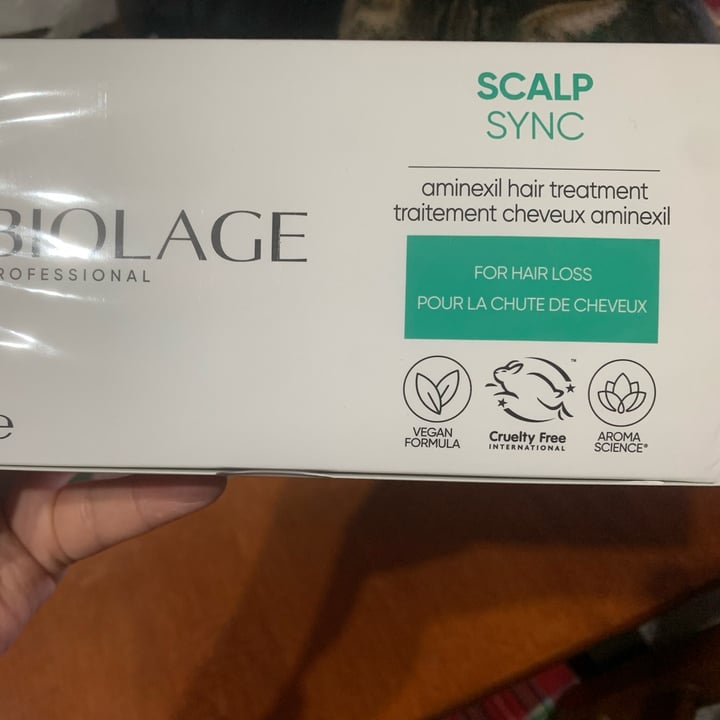 SCALP
SYNC
aminexil hair treatment
traitement cheveux aminexil
BIOLAGE
ROFESSIONAL
FOR HAIR LOSS
POUR LA CHUTE DE CHEVEUX
e
VEGAN
FORMULA
Cruelty Free
INTERNATIONAL
TM
AROMA
SCIENCE®